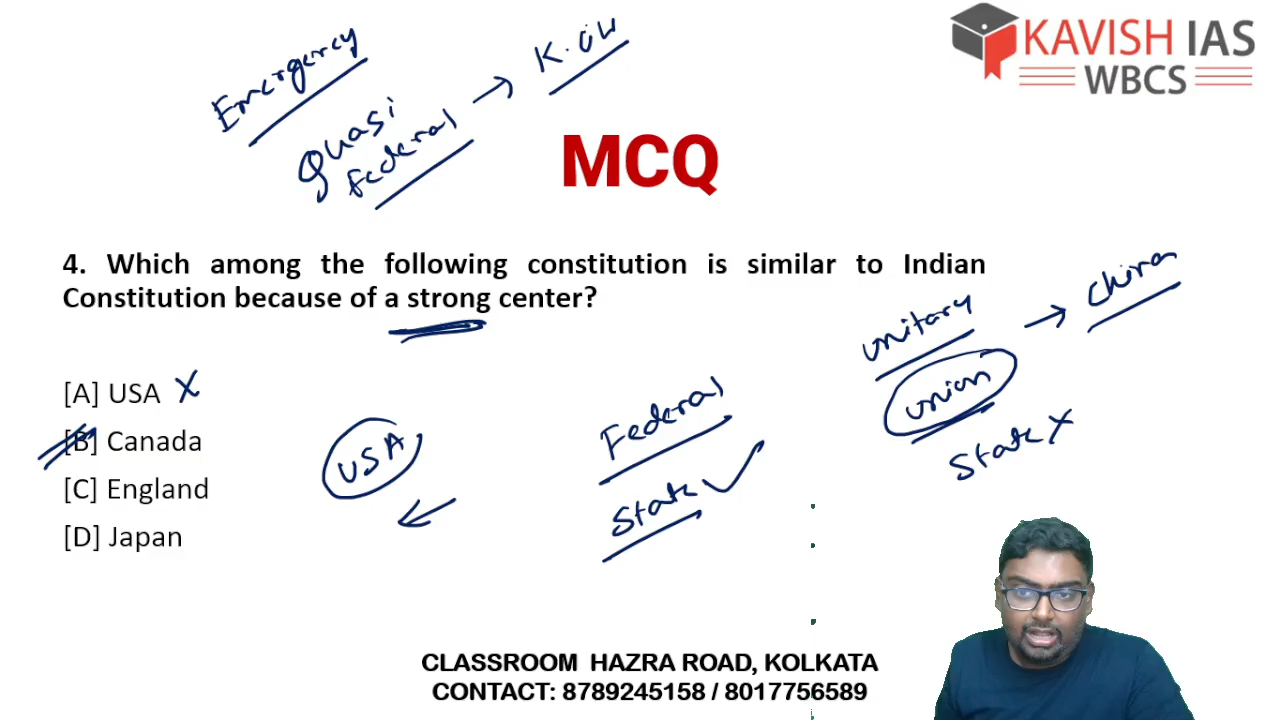 KAVISH IAS
WBCS
Emergency
Quasi
Federal →
MCQ
4. Which among the following constitution is similar to Indian
Constitution because of a strong center?
unitary → China
union
State X
[A] USA X
[B] Canada
[C] England
[D] Japan
USA
Federal
State
CLASSROOM HAZRA ROAD, KOLKATA
CONTACT: 8789245158 / 8017756589